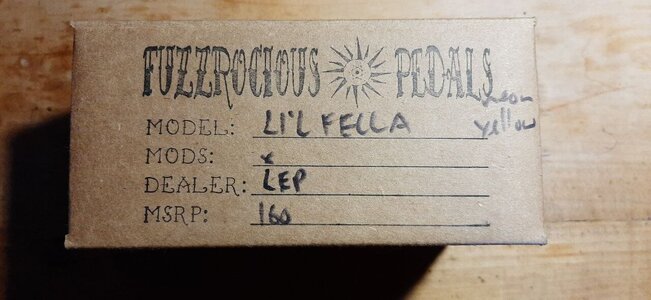 FUZZROCIOUS PEDALS
MODEL: LI'L FELLA
neon
yellow
MODS: x
DEALER: LEP
MSRP: 160